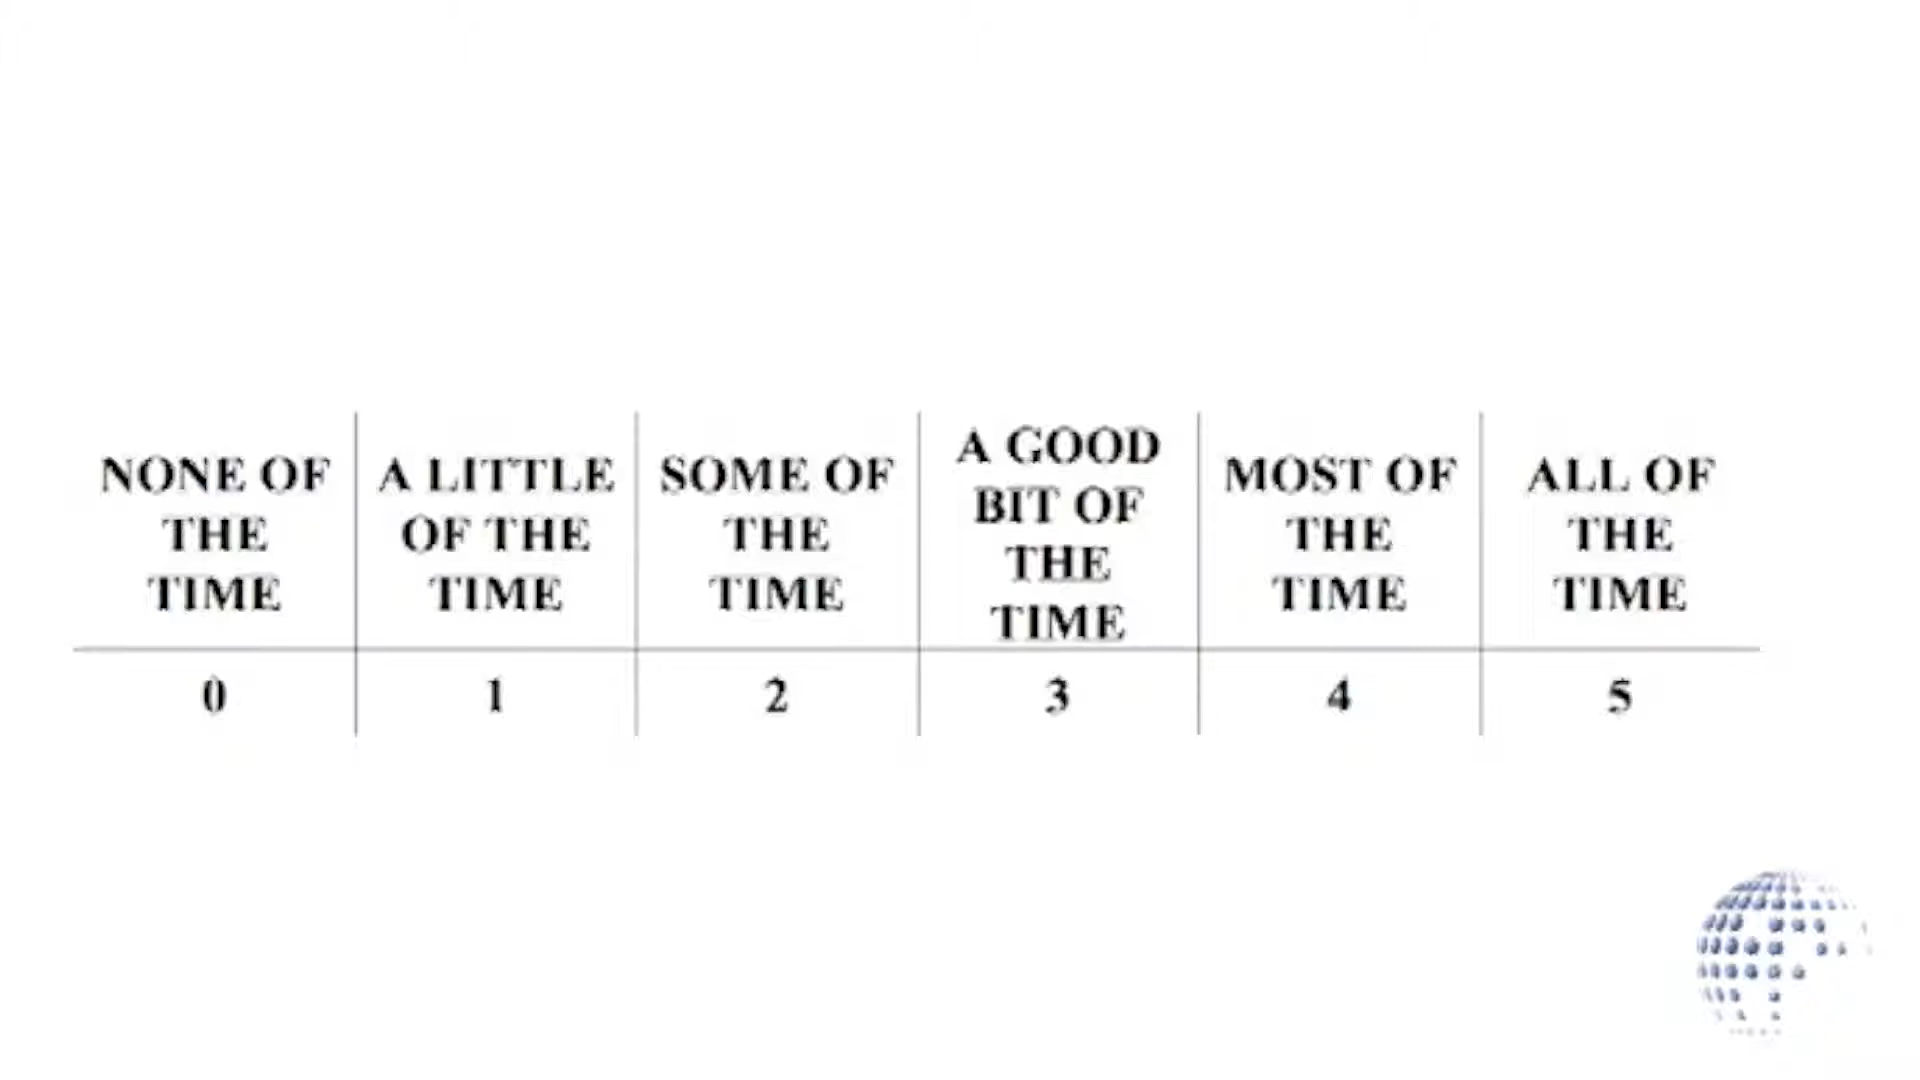 NONE OF
THE
TIME
A LITTLE
OF THE
TIME
SOME OF
THE
TIME
A GOOD
BIT OF
THE
TIME
MOST OF
THE
TIME
ALL OF
THE
TIME
0 1 2 3 4 5